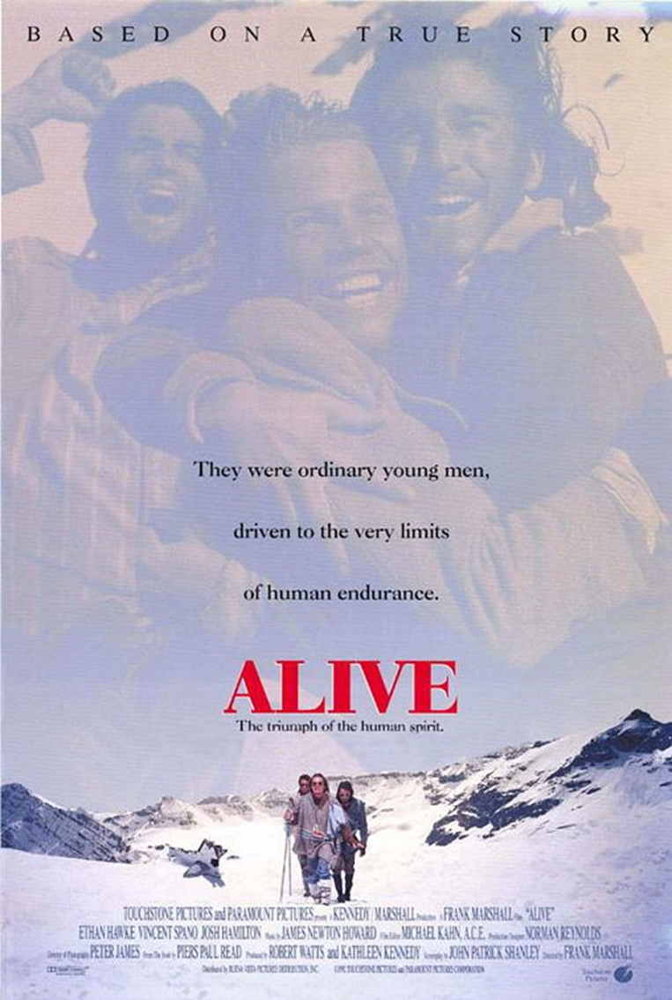 BASED ON A TRUE STORY
They were ordinary young men,
driven to the very limits
of human endurance.
ALIVE
The triumph of the human spirit.
TOUCHSTONE PICTURES and PARAMOUNT PICTURES present A KENNEDY / MARSHALL Production A FRANK MARSHALL Film "ALIVE"
ETHAN HAWKE VINCENT SPANO JOSH HAMILTON Music by JAMES NEWTON HOWARD Film Editor MICHAEL KAHN, A.C.E. Production Designer NORMAN REYNOLDS
Director of Photography PETER JAMES From The Book by PIERS PAUL READ Produced by ROBERT WATTS and KATHLEEN KENNEDY Screenplay by JOHN PATRICK SHANLEY Directed by FRANK MARSHALL
Distributed by BUENA VISTA PICTURES DISTRIBUTION, INC. ©1992 TOUCHSTONE PICTURES and PARAMOUNT PICTURES CORPORATION
Touchstone
Pictures